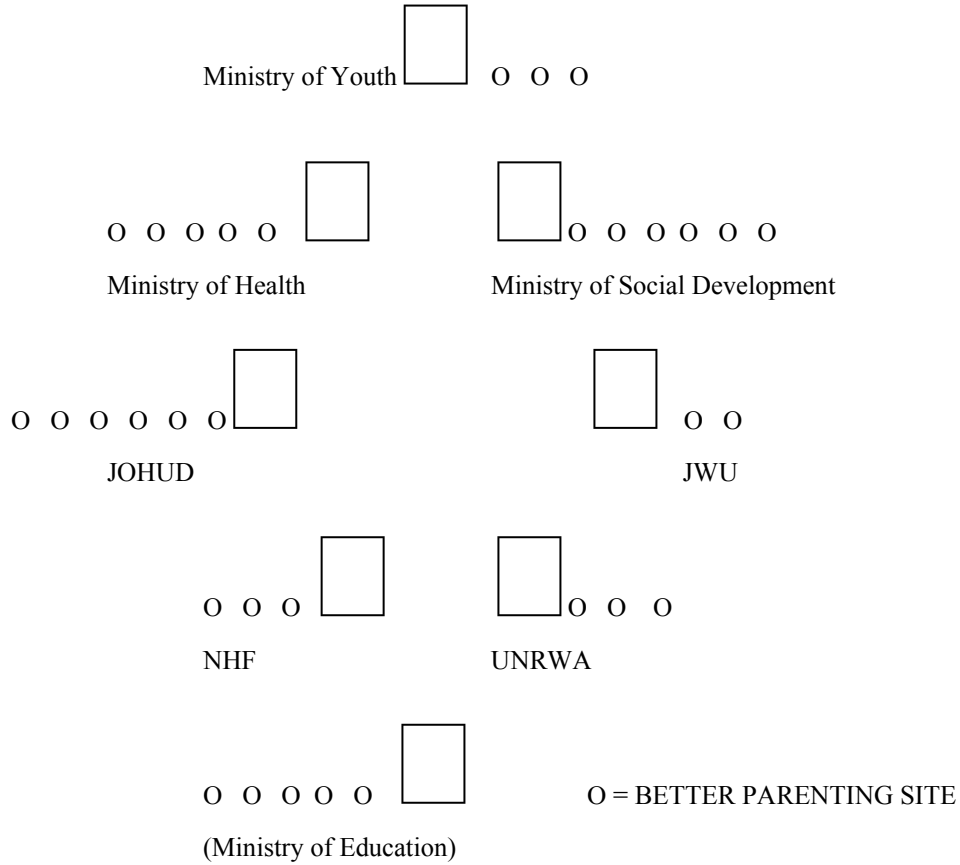 Ministry of Youth O O O
O O O O O O O O O O O
Ministry of Health Ministry of Social Development
O O O O O O O O
JOHUD JWU
O O O O O O
NHF UNRWA
O O O O O O = BETTER PARENTING SITE
(Ministry of Education)